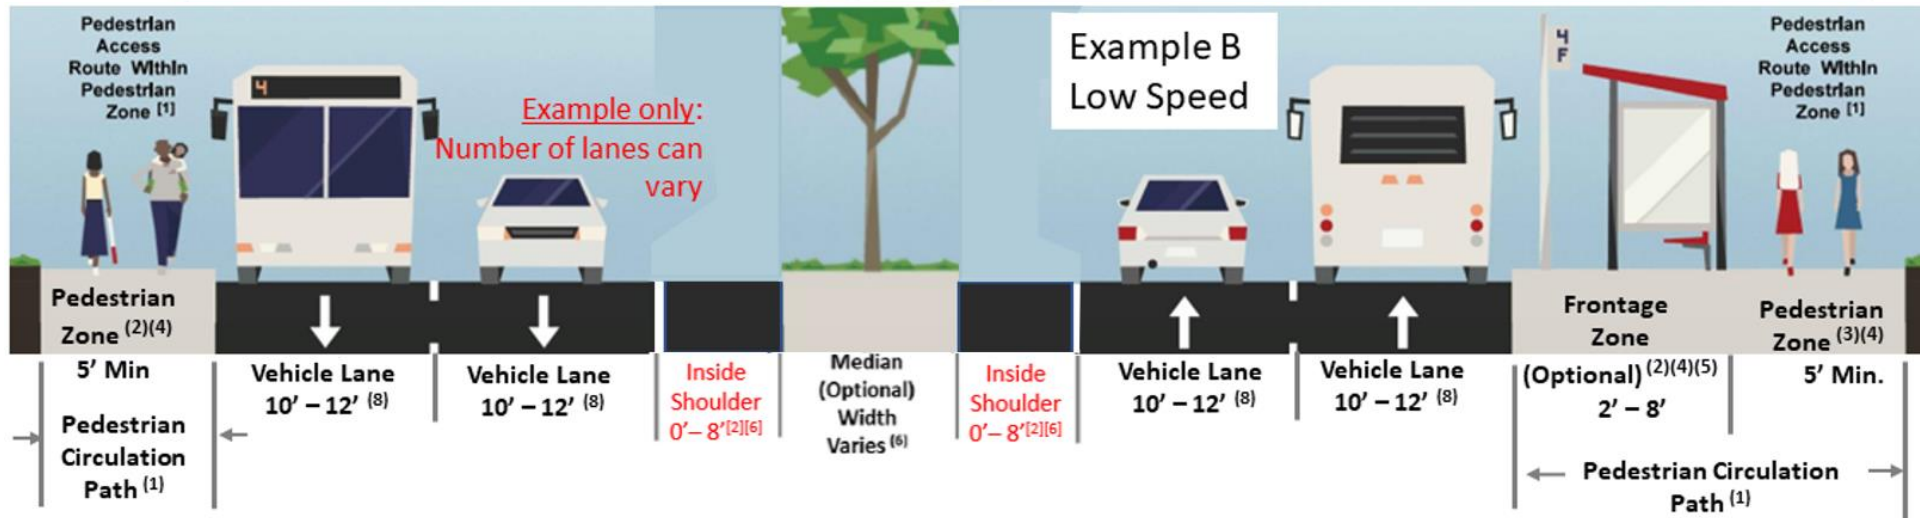 Pedestrian
Access
Route Within
Pedestrian
Zone [1]
4
Example only:
Number of lanes can
vary
Example B
Low Speed
4
F
Pedestrian
Access
Route Within
Pedestrian
Zone [1]
Pedestrian
Zone (2)(4)
5' Min
Pedestrian
Circulation
Path (1)
Vehicle Lane
10' – 12' (8)
Vehicle Lane
10' – 12' (8)
Inside
Shoulder
0'– 8'[2][6]
Median
(Optional)
Width
Varies (6)
Inside
Shoulder
0'– 8'[2][6]
Vehicle Lane
10' – 12' (8)
Vehicle Lane
10' – 12' (8)
Frontage
Zone
(Optional) (2)(4)(5)
2' – 8'
Pedestrian
Zone (3)(4)
5' Min.
Pedestrian Circulation
Path (1)